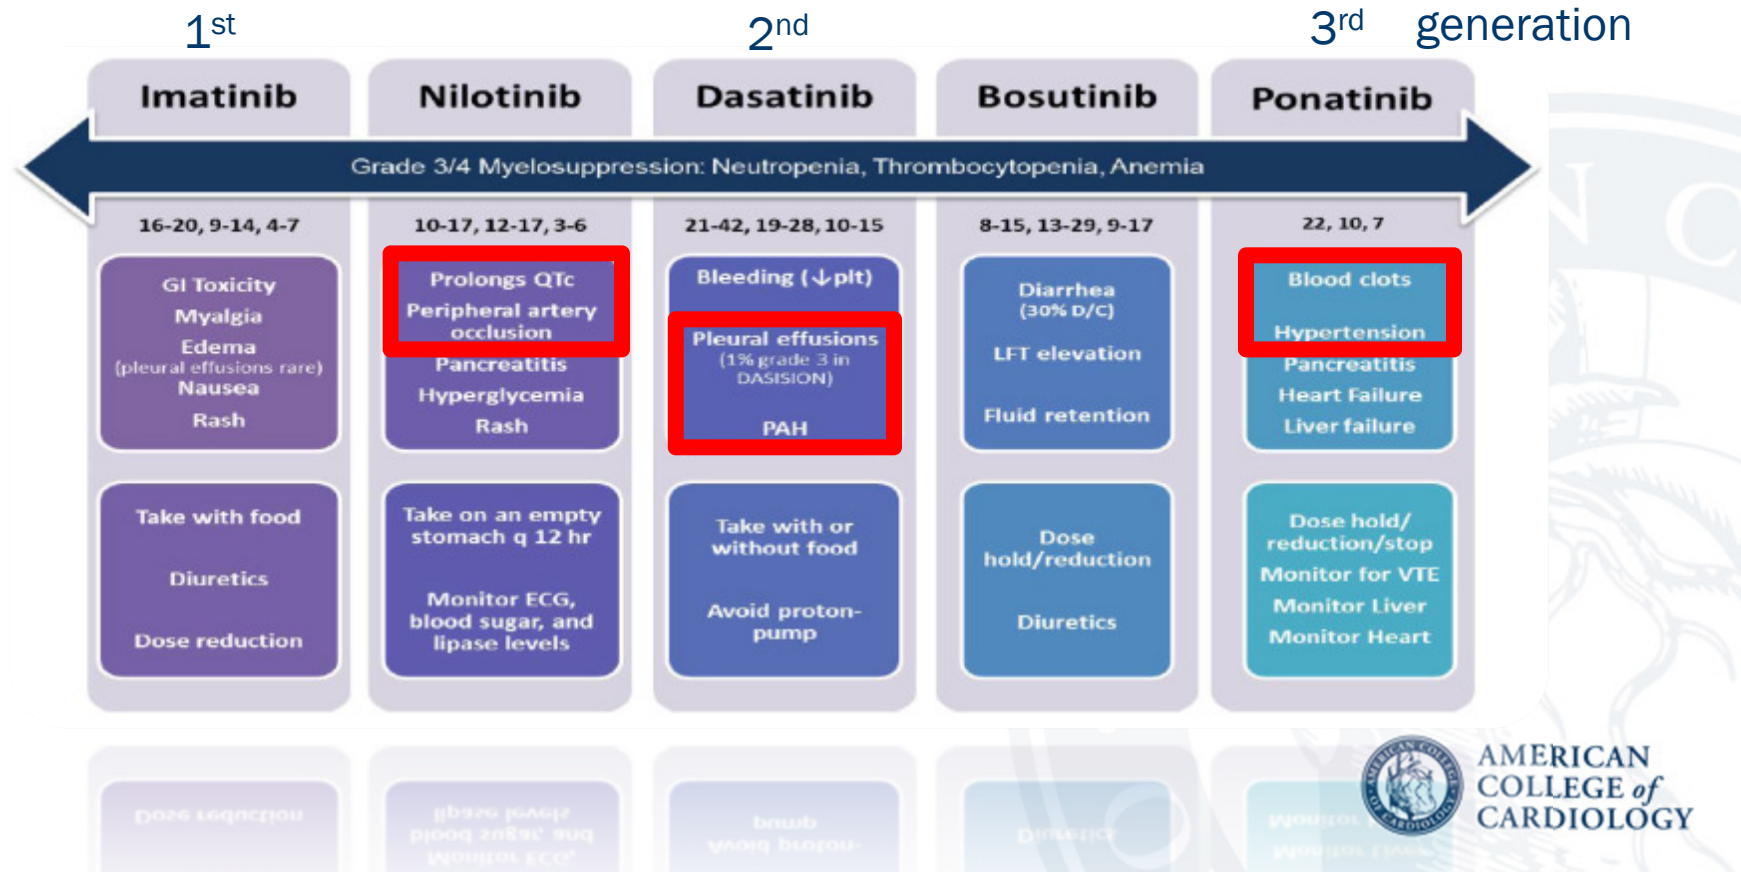 1st
2nd
3rd generation
Imatinib
Nilotinib
Dasatinib
Bosutinib
Ponatinib
Grade 3/4 Myelosuppression: Neutropenia, Thrombocytopenia, Anemia
16-20, 9-14, 4-7
10-17, 12-17, 3-6
21-42, 19-28, 10-15
8-15, 13-29, 9-17
22, 10, 7
GI Toxicity
Myalgia
Edema
(pleural effusions rare)
Nausea
Rash
Prolongs QTc
Peripheral artery
occlusion
Pancreatitis
Hyperglycemia
Rash
Bleeding (↓plt)
Pleural effusions
(1% grade 3 in
DASISION)
PAH
Diarrhea
(30% D/C)
LFT elevation
Fluid retention
Blood clots
Hypertension
Pancreatitis
Heart Failure
Liver failure
Take with food
Diuretics
Dose reduction
Take on an empty
stomach q 12 hr
Monitor ECG,
blood sugar, and
lipase levels
Take with or
without food
Avoid proton-
pump
Dose
hold/reduction
Diuretics
Dose hold/
reduction/stop
Monitor for VTE
Monitor Liver
Monitor Heart
AMERICAN
COLLEGE of
CARDIOLOGY